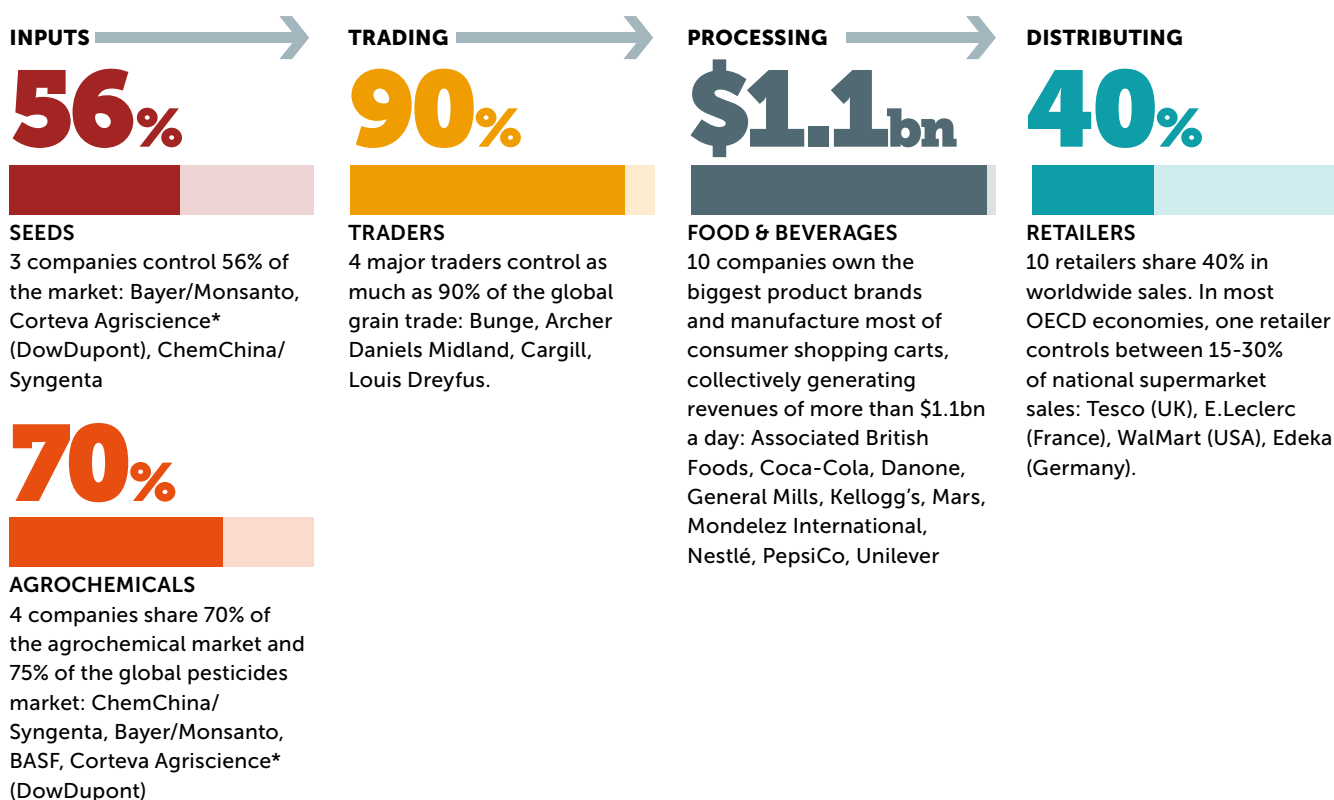 INPUTS
56%
SEEDS
3 companies control 56% of
the market: Bayer/Monsanto,
Corteva Agriscience*
(DowDupont), ChemChina/
Syngenta
70%
AGROCHEMICALS
4 companies share 70% of
the agrochemical market and
75% of the global pesticides
market: ChemChina/
Syngenta, Bayer/Monsanto,
BASF, Corteva Agriscience*
(DowDupont)
TRADING
90%
TRADERS
4 major traders control as
much as 90% of the global
grain trade: Bunge, Archer
Daniels Midland, Cargill,
Louis Dreyfus.
PROCESSING
$1.1bn
FOOD & BEVERAGES
10 companies own the
biggest product brands
and manufacture most of
consumer shopping carts,
collectively generating
revenues of more than $1.1bn
a day: Associated British
Foods, Coca-Cola, Danone,
General Mills, Kellogg’s, Mars,
Mondelez International,
Nestlé, PepsiCo, Unilever
DISTRIBUTING
40%
RETAILERS
10 retailers share 40% in
worldwide sales. In most
OECD economies, one retailer
controls between 15-30%
of national supermarket
sales: Tesco (UK), E.Leclerc
(France), WalMart (USA), Edeka
(Germany).